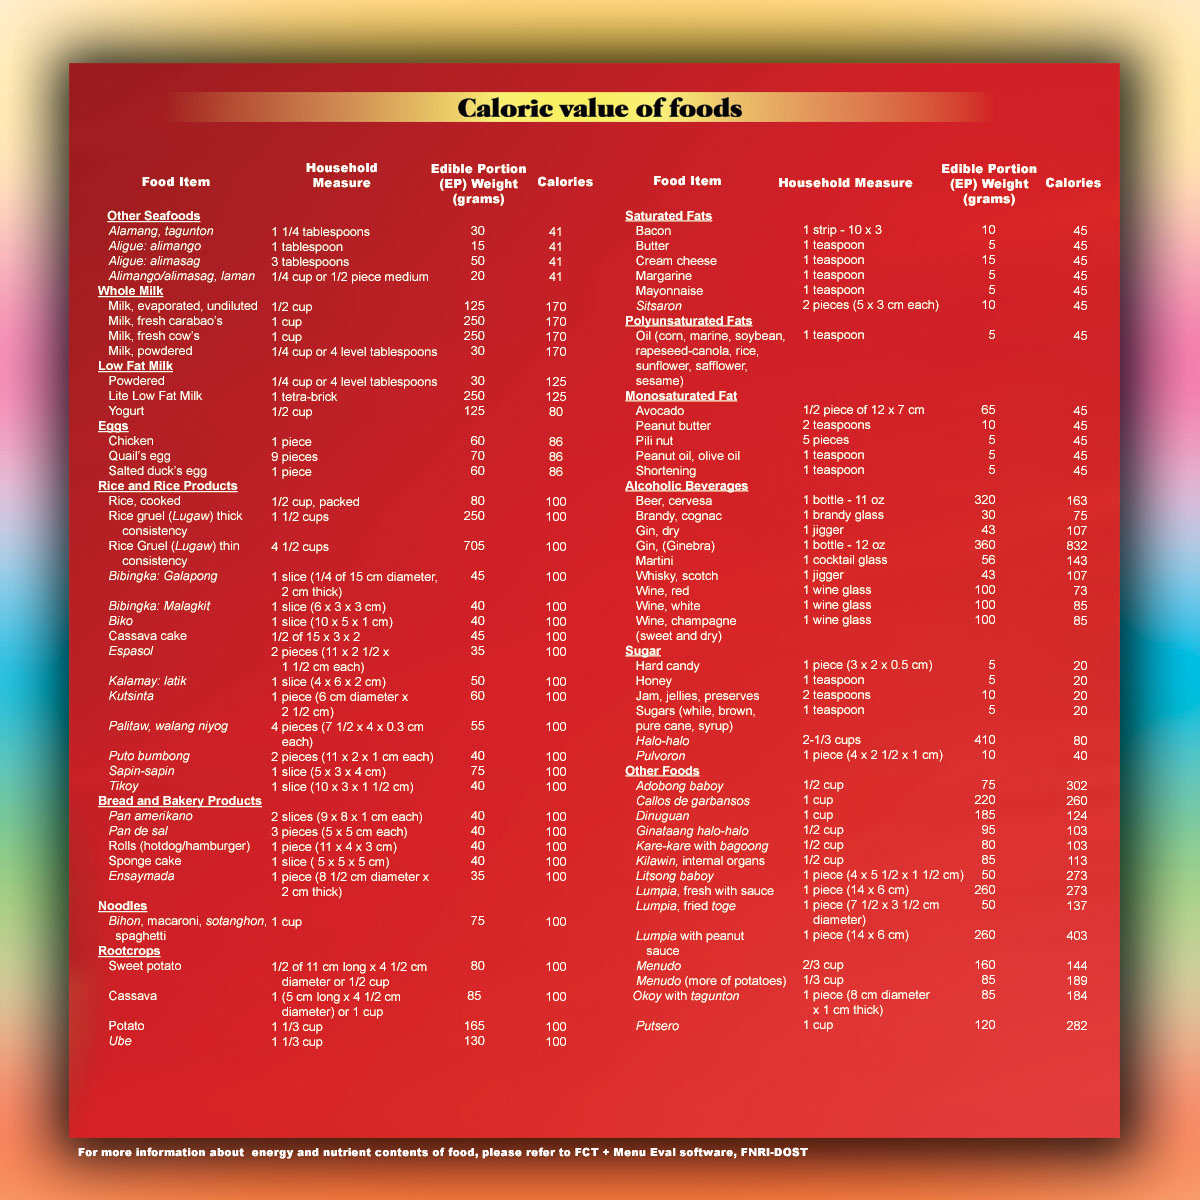 Caloric value of foods
Food Item
Household
Measure
Edible Portion
(EP) Weight
(grams)
Calories
Other Seafoods
Alamang, tagunton 1 1/4 tablespoons 30 41
Aligue: alimango 1 tablespoon 15 41
Aligue: alimasag 3 tablespoons 50 41
Alimango/alimasag, laman 1/4 cup or 1/2 piece medium 20 41
Whole Milk
Milk, evaporated, undiluted 1/2 cup 125 170
Milk, fresh carabao's 1 cup 250 170
Milk, fresh cow's 1 cup 250 170
Milk, powdered 1/4 cup or 4 level tablespoons 30 170
Low Fat Milk
Powdered 1/4 cup or 4 level tablespoons 30 125
Lite Low Fat Milk 1 tetra-brick 250 125
Yogurt 1/2 cup 125 80
Eggs
Chicken 1 piece 60 86
Quail's egg 9 pieces 70 86
Salted duck's egg 1 piece 60 86
Rice and Rice Products
Rice, cooked 1/2 cup, packed 80 100
Rice gruel (Lugaw) thick 1 1/2 cups 250 100
consistency
Rice Gruel (Lugaw) thin 4 1/2 cups 705 100
consistency
Bibingka: Galapong 1 slice (1/4 of 15 cm diameter, 45 100
2 cm thick)
Bibingka: Malagkit 1 slice (6 x 3 x 3 cm) 40 100
Biko 1 slice (10 x 5 x 1 cm) 40 100
Cassava cake 1/2 of 15 x 3 x 2 45 100
Espasol 2 pieces (11 x 2 1/2 x 35 100
1 1/2 cm each)
Kalamay: latik 1 slice (4 x 6 x 2 cm) 50 100
Kutsinta 1 piece (6 cm diameter x 60 100
2 1/2 cm)
Palitaw, walang niyog 4 pieces (7 1/2 x 4 x 0.3 cm 55 100
each)
Puto bumbong 2 pieces (11 x 2 x 1 cm each) 40 100
Sapin-sapin 1 slice (5 x 3 x 4 cm) 75 100
Tikoy 1 slice (10 x 3 x 1 1/2 cm) 40 100
Bread and Bakery Products
Pan amerikano 2 slices (9 x 8 x 1 cm each) 40 100
Pan de sal 3 pieces (5 x 5 cm each) 40 100
Rolls (hotdog/hamburger) 1 piece (11 x 4 x 3 cm) 40 100
Sponge cake 1 slice ( 5 x 5 x 5 cm) 40 100
Ensaymada 1 piece (8 1/2 cm diameter x 35 100
2 cm thick)
Noodles
Bihon, macaroni, sotanghon, 1 cup 75 100
spaghetti
Rootcrops
Sweet potato 1/2 of 11 cm long x 4 1/2 cm 80 100
diameter or 1/2 cup
Cassava 1 (5 cm long x 4 1/2 cm 85 100
diameter) or 1 cup
Potato 1 1/3 cup 165 100
Ube 1 1/3 cup 130 100
Food Item
Household Measure
Edible Portion
(EP) Weight
(grams)
Calories
Saturated Fats
Bacon 1 strip - 10 x 3 10 45
Butter 1 teaspoon 5 45
Cream cheese 1 teaspoon 15 45
Margarine 1 teaspoon 5 45
Mayonnaise 1 teaspoon 5 45
Sitsaron 2 pieces (5 x 3 cm each) 10 45
Polyunsaturated Fats
Oil (corn, marine, soybean, 1 teaspoon 5 45
rapeseed-canola, rice,
sunflower, safflower,
sesame)
Monosaturated Fat
Avocado 1/2 piece of 12 x 7 cm 65 45
Peanut butter 2 teaspoons 10 45
Pili nut 5 pieces 5 45
Peanut oil, olive oil 1 teaspoon 5 45
Shortening 1 teaspoon 5 45
Alcoholic Beverages
Beer, cervesa 1 bottle - 11 oz 320 163
Brandy, cognac 1 brandy glass 30 75
Gin, dry 1 jigger 43 107
Gin, (Ginebra) 1 bottle - 12 oz 360 832
Martini 1 cocktail glass 56 143
Whisky, scotch 1 jigger 43 107
Wine, red 1 wine glass 100 73
Wine, white 1 wine glass 100 85
Wine, champagne 1 wine glass 100 85
(sweet and dry)
Sugar
Hard candy 1 piece (3 x 2 x 0.5 cm) 5 20
Honey 1 teaspoon 5 20
Jam, jellies, preserves 2 teaspoons 10 20
Sugars (while, brown, 1 teaspoon 5 20
pure cane, syrup)
Halo-halo 2-1/3 cups 410 80
Pulvoron 1 piece (4 x 2 1/2 x 1 cm) 10 40
Other Foods
Adobong baboy 1/2 cup 75 302
Callos de garbansos 1 cup 220 260
Dinuguan 1 cup 185 124
Ginataang halo-halo 1/2 cup 95 103
Kare-kare with bagoong 1/2 cup 80 103
Kilawin, internal organs 1/2 cup 85 113
Litsong baboy 1 piece (4 x 5 1/2 x 1 1/2 cm) 50 273
Lumpia, fresh with sauce 1 piece (14 x 6 cm) 260 273
Lumpia, fried toge 1 piece (7 1/2 x 3 1/2 cm 50 137
diameter)
Lumpia with peanut 1 piece (14 x 6 cm) 260 403
sauce
Menudo 2/3 cup 160 144
Menudo (more of potatoes) 1/3 cup 85 189
Okoy with tagunton 1 piece (8 cm diameter 85 184
x 1 cm thick)
Putsero 1 cup 120 282
For more information about energy and nutrient contents of food, please refer to FCT + Menu Eval software, FNRI-DOST